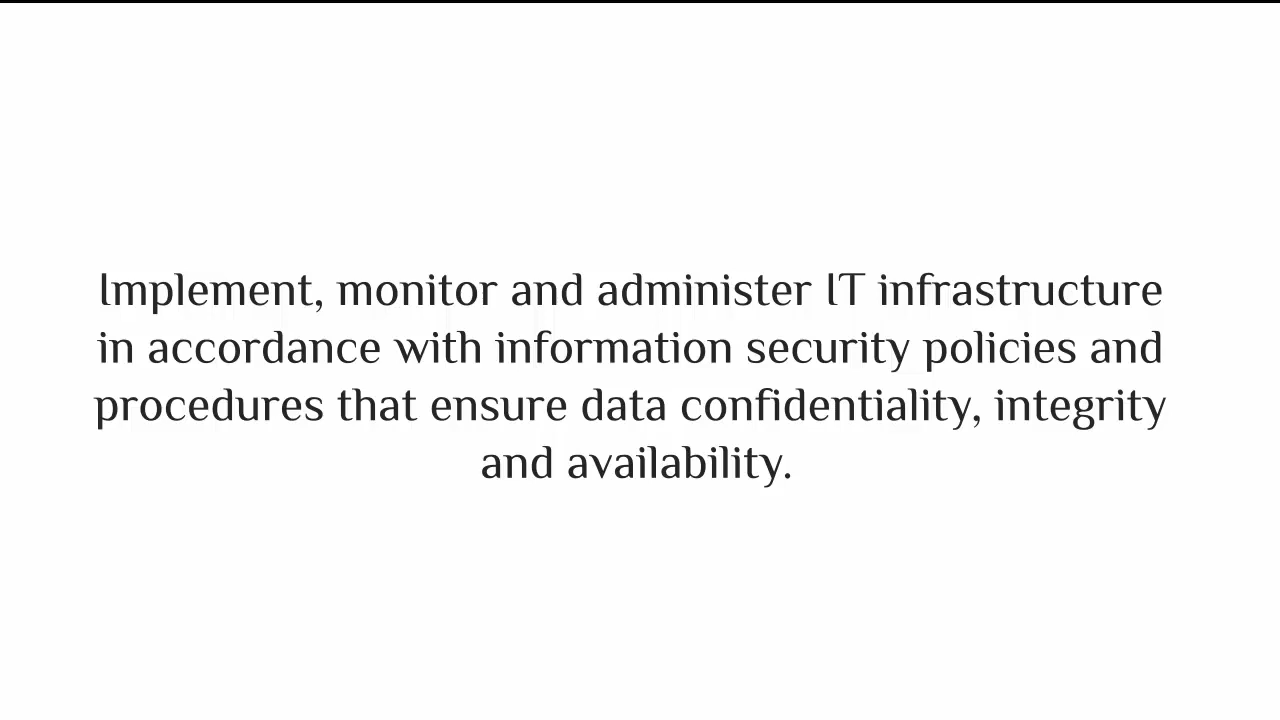 Implement, monitor and administer IT infrastructure
in accordance with information security policies and
procedures that ensure data confidentiality, integrity
and availability.